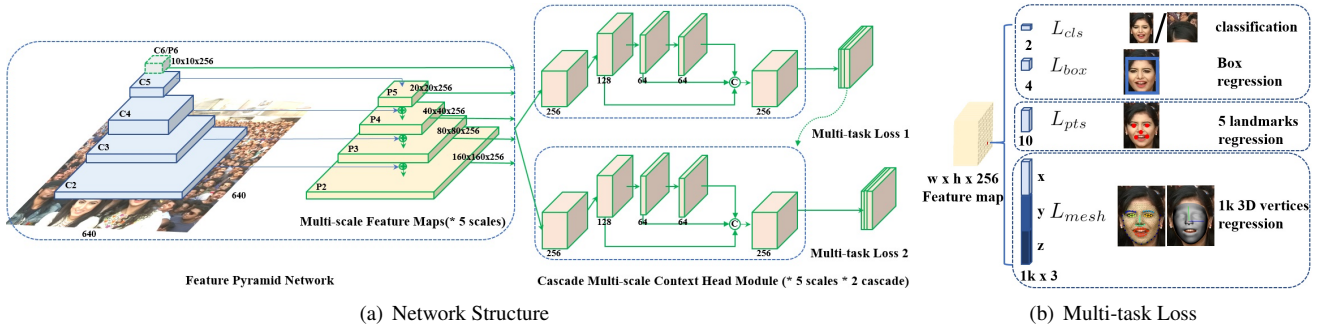 C6/P6
10x10x256
C5
C4
C3
C2
640
640
P5
20x20x256
P4
40x40x256
P3
80x80x256
160x160x256
P2
Multi-scale Feature Maps(* 5 scales)
Feature Pyramid Network
256
128
64
64
C
256
Multi-task Loss 1
256
128
64
64
C
256
Multi-task Loss 2
Cascade Multi-scale Context Head Module (* 5 scales * 2 cascade)
(a) Network Structure
w x h x 256
Feature map
2
L_cls
classification
4
L_box
Box
regression
10
L_pts
5 landmarks
regression
x
y
z
L_mesh
1k 3D vertices
regression
1k x 3
(b) Multi-task Loss